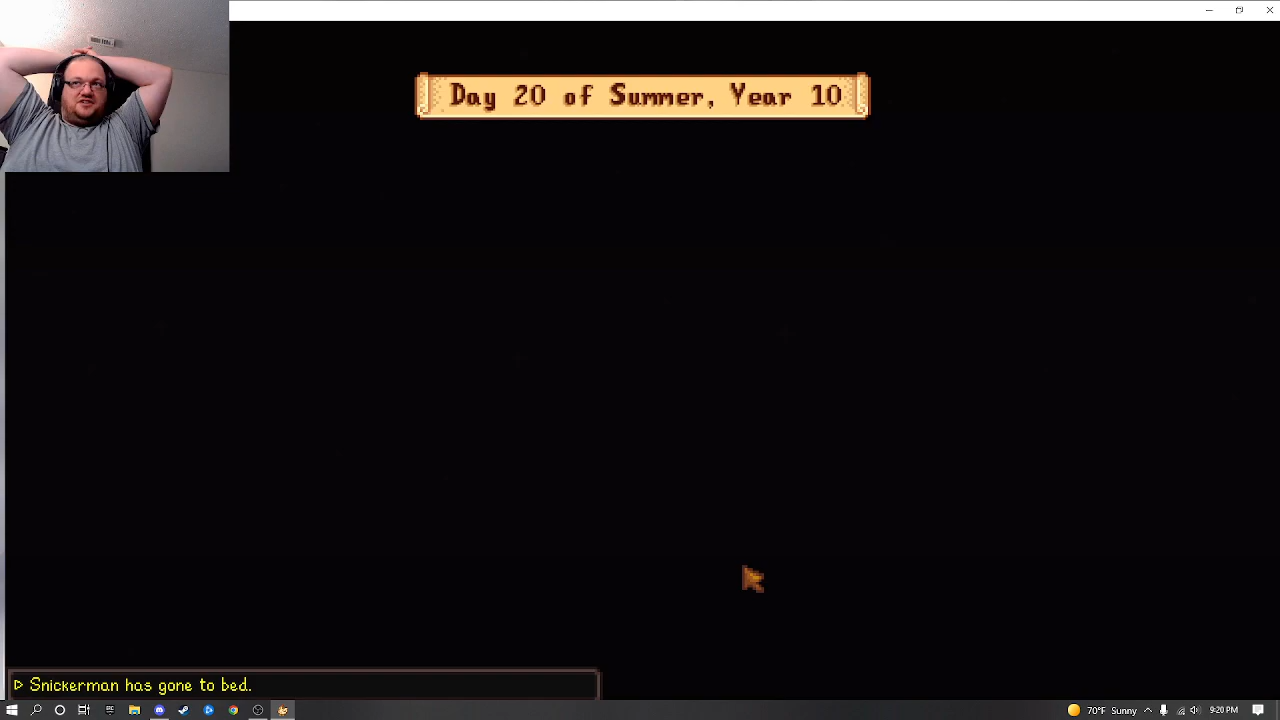 Day 20 of Summer, Year 10
Snickerman has gone to bed.
70°F Sunny
9:20 PM